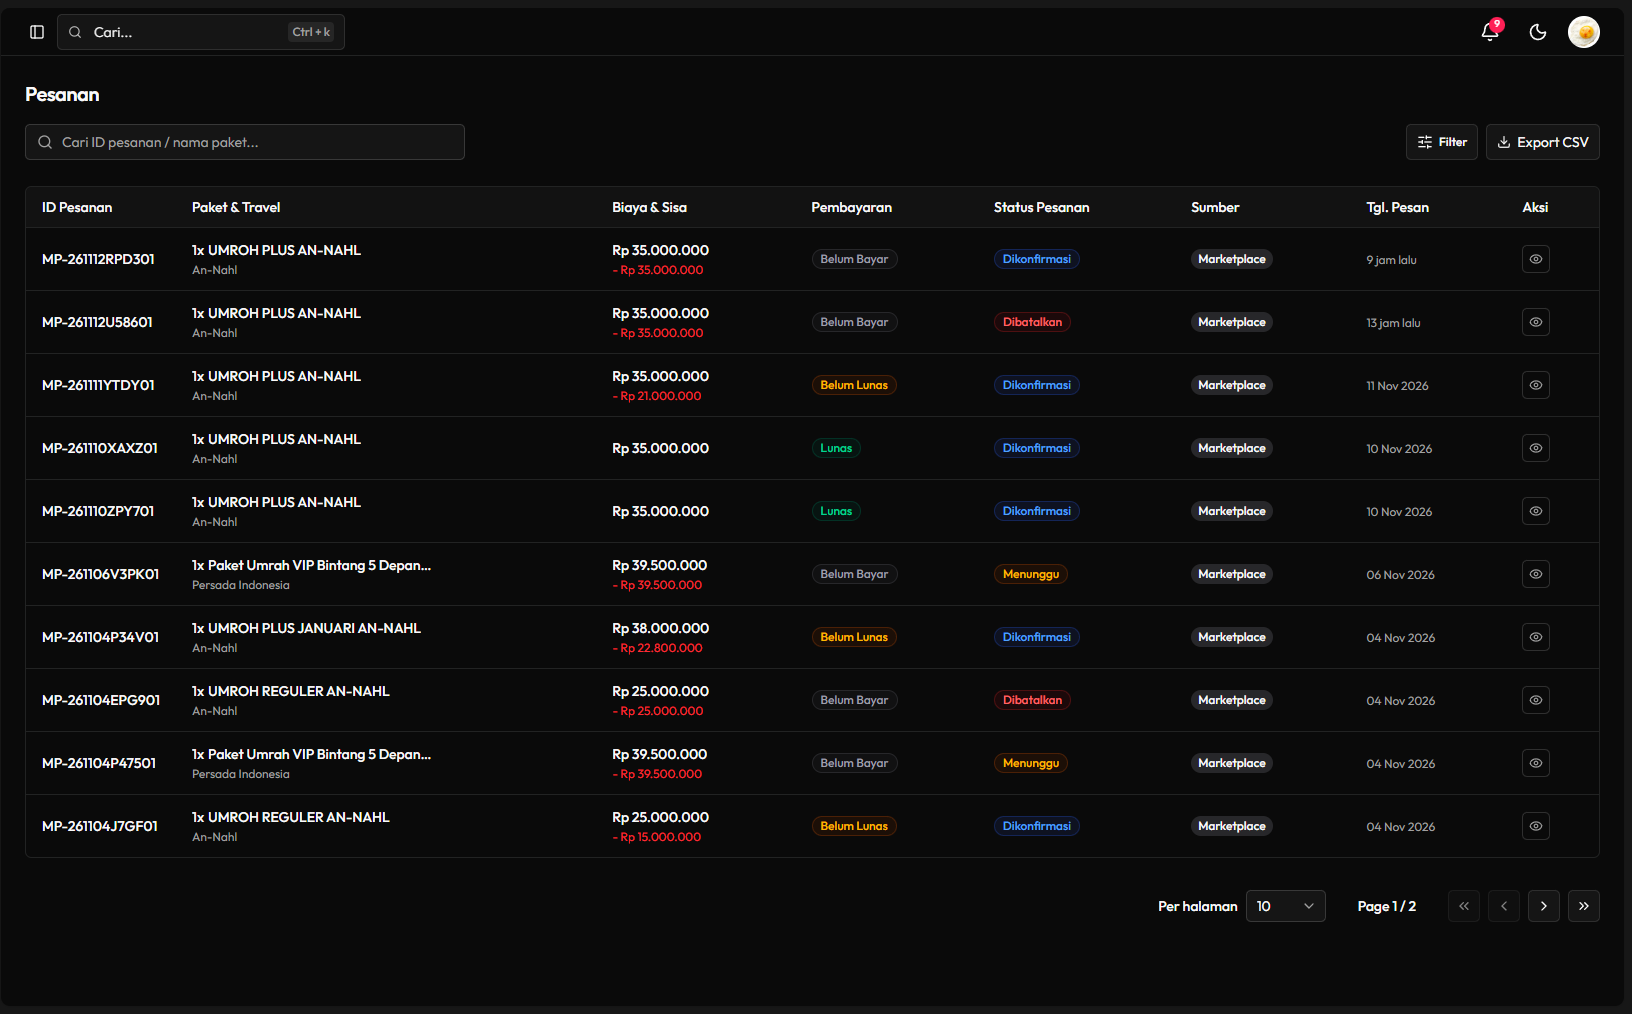 Cari...
Ctrl + k
9
Pesanan
Cari ID pesanan / nama paket...
Filter
Export CSV
ID Pesanan Paket & Travel Biaya & Sisa Pembayaran Status Pesanan Sumber Tgl. Pesan Aksi
MP-261112RPD301 1x UMROH PLUS AN-NAHL Rp 35.000.000 Belum Bayar Dikonfirmasi Marketplace 9 jam lalu
An-Nahl - Rp 35.000.000
MP-261112U58601 1x UMROH PLUS AN-NAHL Rp 35.000.000 Belum Bayar Dibatalkan Marketplace 13 jam lalu
An-Nahl - Rp 35.000.000
MP-261111YTDY01 1x UMROH PLUS AN-NAHL Rp 35.000.000 Belum Lunas Dikonfirmasi Marketplace 11 Nov 2026
An-Nahl - Rp 21.000.000
MP-261110XAXZ01 1x UMROH PLUS AN-NAHL Rp 35.000.000 Lunas Dikonfirmasi Marketplace 10 Nov 2026
An-Nahl
MP-261110ZPY701 1x UMROH PLUS AN-NAHL Rp 35.000.000 Lunas Dikonfirmasi Marketplace 10 Nov 2026
An-Nahl
MP-261106V3PK01 1x Paket Umrah VIP Bintang 5 Depan... Rp 39.500.000 Belum Bayar Menunggu Marketplace 06 Nov 2026
Persada Indonesia - Rp 39.500.000
MP-261104P34V01 1x UMROH PLUS JANUARI AN-NAHL Rp 38.000.000 Belum Lunas Dikonfirmasi Marketplace 04 Nov 2026
An-Nahl - Rp 22.800.000
MP-261104EPG901 1x UMROH REGULER AN-NAHL Rp 25.000.000 Belum Bayar Dibatalkan Marketplace 04 Nov 2026
An-Nahl - Rp 25.000.000
MP-261104P47501 1x Paket Umrah VIP Bintang 5 Depan... Rp 39.500.000 Belum Bayar Menunggu Marketplace 04 Nov 2026
Persada Indonesia - Rp 39.500.000
MP-261104J7GF01 1x UMROH REGULER AN-NAHL Rp 25.000.000 Belum Lunas Dikonfirmasi Marketplace 04 Nov 2026
An-Nahl - Rp 15.000.000
Per halaman 10 Page 1 / 2